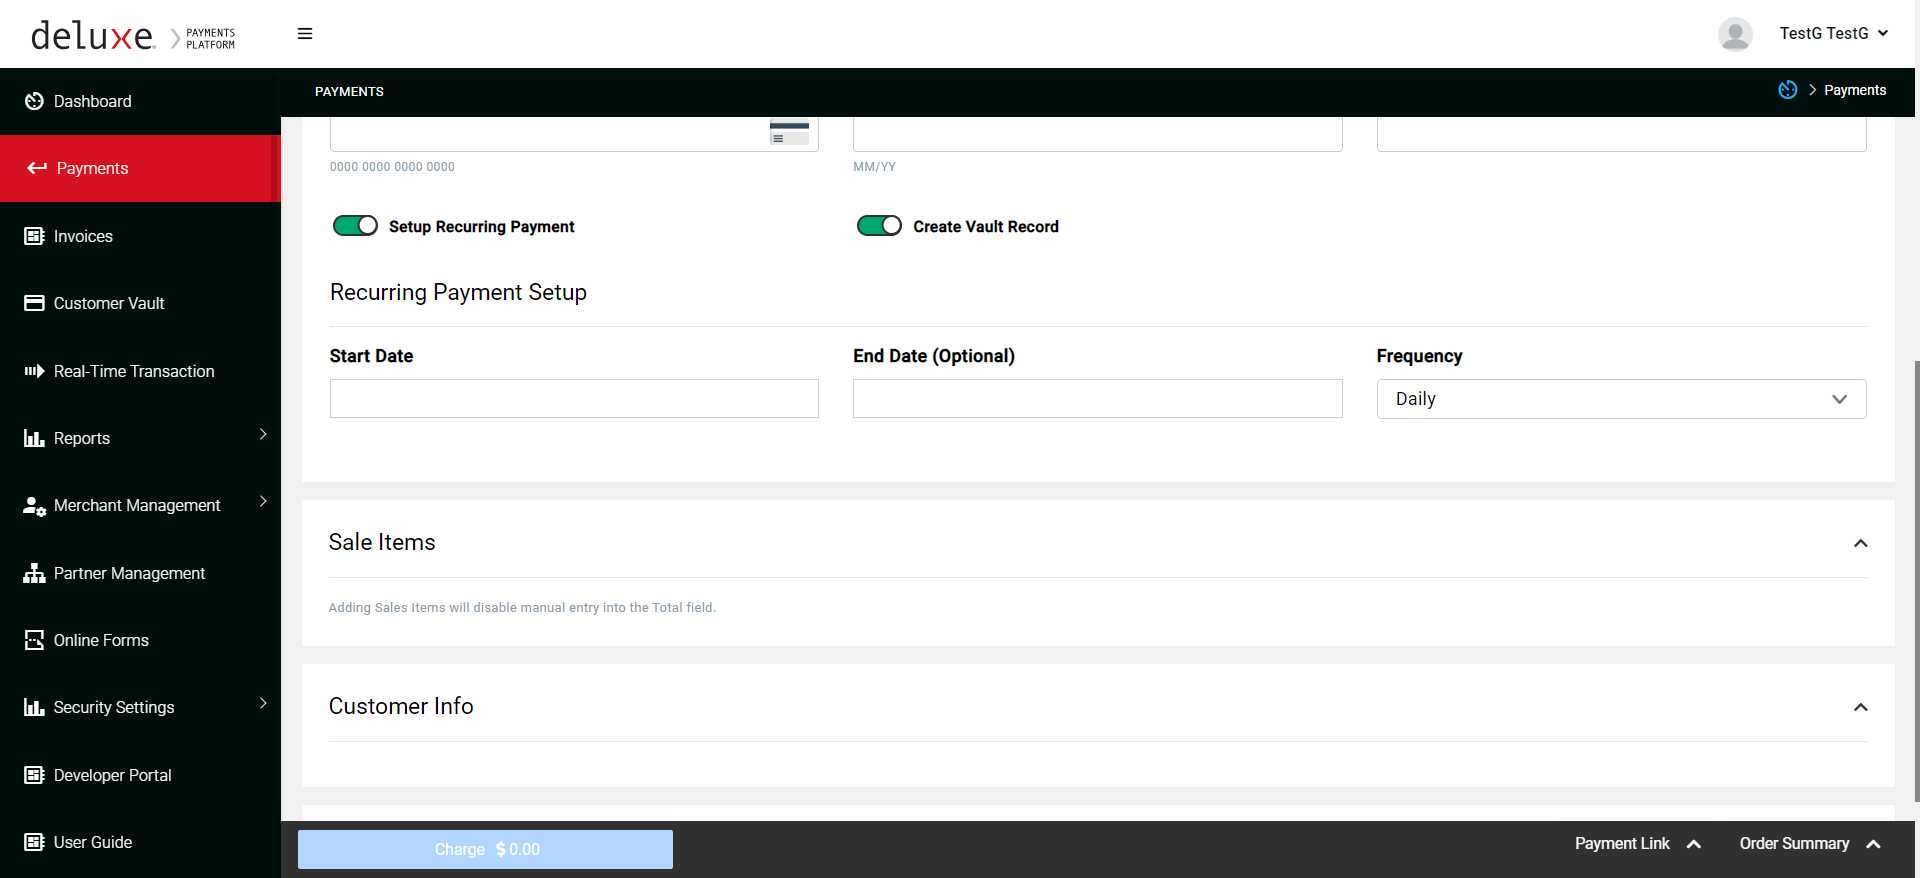 deluxe. PAYMENTS PLATFORM
TestG TestG
Dashboard
Payments
Invoices
Customer Vault
Real-Time Transaction
Reports
Merchant Management
Partner Management
Online Forms
Security Settings
Developer Portal
User Guide
PAYMENTS
Payments
0000 0000 0000 0000
MM/YY
Setup Recurring Payment
Create Vault Record
Recurring Payment Setup
Start Date
End Date (Optional)
Frequency
Daily
Sale Items
Adding Sales Items will disable manual entry into the Total field.
Customer Info
Charge $ 0.00
Payment Link
Order Summary